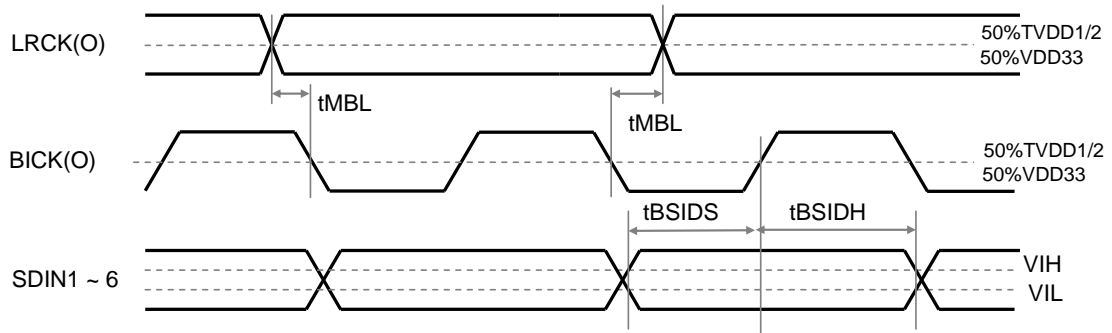 LRCK(O)
50%TVDD1/2
50%VDD33
tMBL
tMBL
BICK(O)
50%TVDD1/2
50%VDD33
tBSIDS
tBSIDH
SDIN1 ~ 6
VIH
VIL